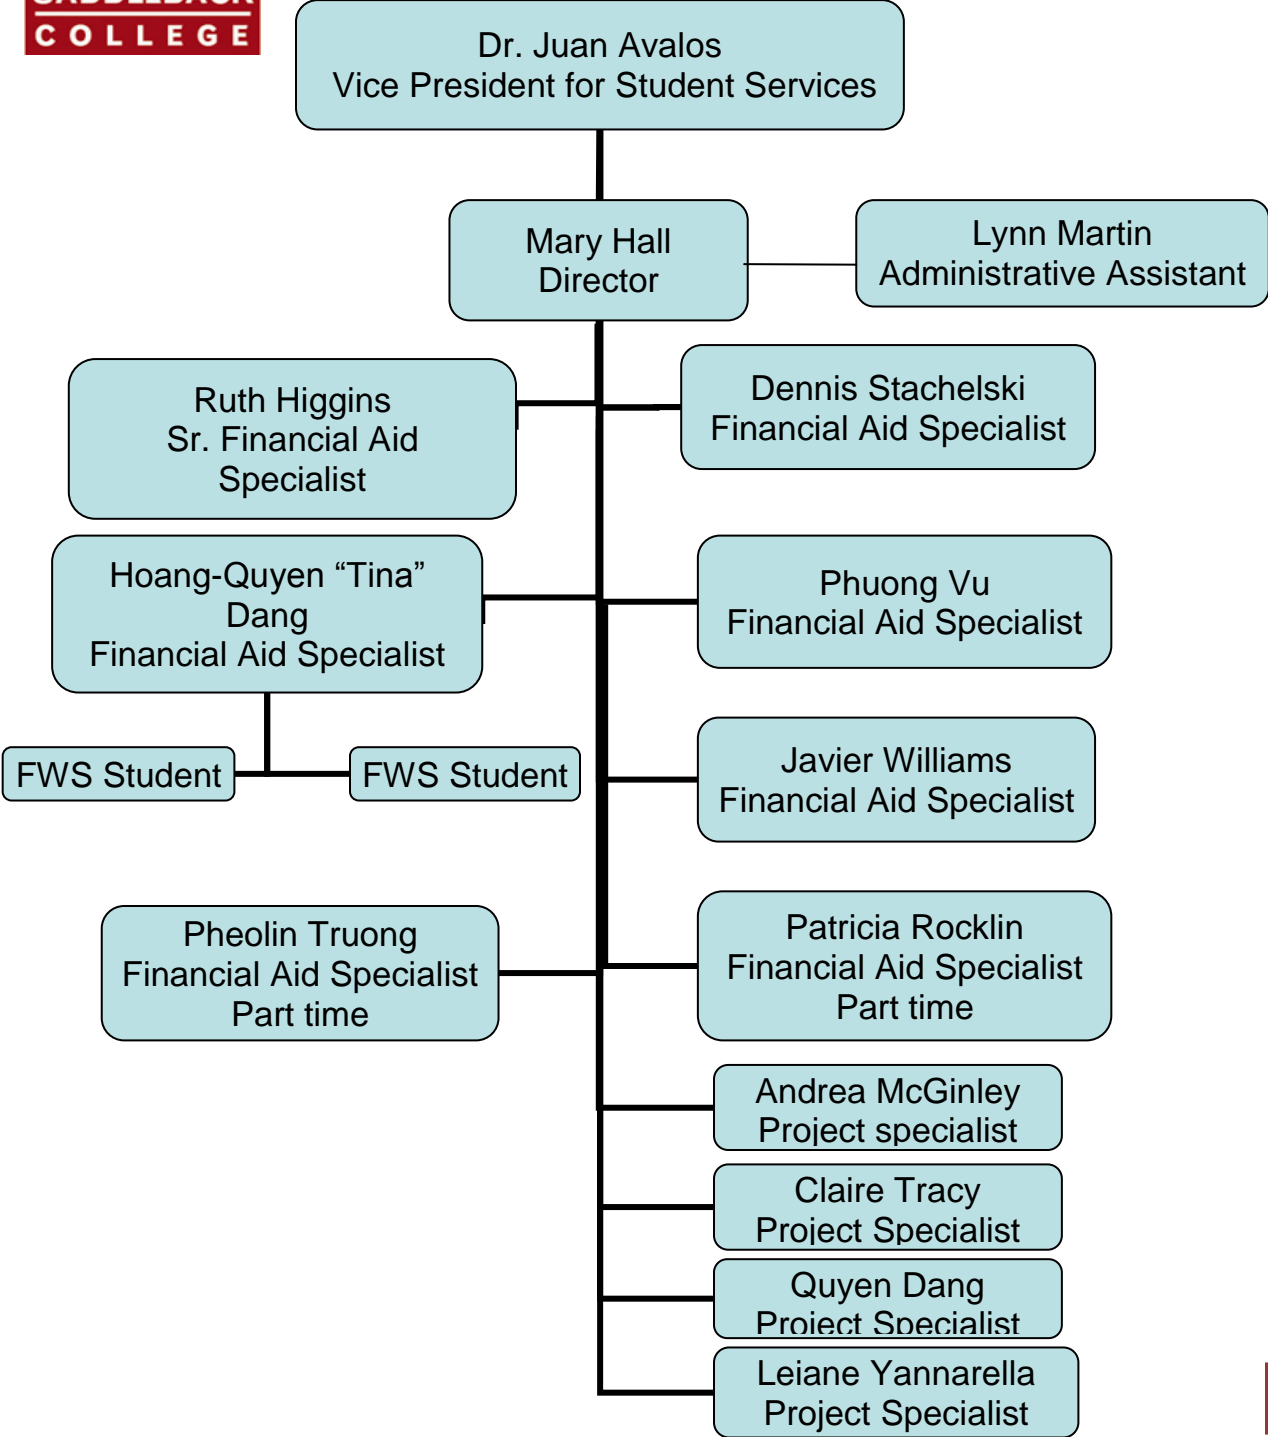 SADDLEBACK
COLLEGE
Dr. Juan Avalos
Vice President for Student Services
Mary Hall
Director
Lynn Martin
Administrative Assistant
Ruth Higgins
Sr. Financial Aid
Specialist
Dennis Stachelski
Financial Aid Specialist
Hoang-Quyen “Tina”
Dang
Financial Aid Specialist
Phuong Vu
Financial Aid Specialist
FWS Student
FWS Student
Javier Williams
Financial Aid Specialist
Pheolin Truong
Financial Aid Specialist
Part time
Patricia Rocklin
Financial Aid Specialist
Part time
Andrea McGinley
Project specialist
Claire Tracy
Project Specialist
Quyen Dang
Project Specialist
Leiane Yannarella
Project Specialist